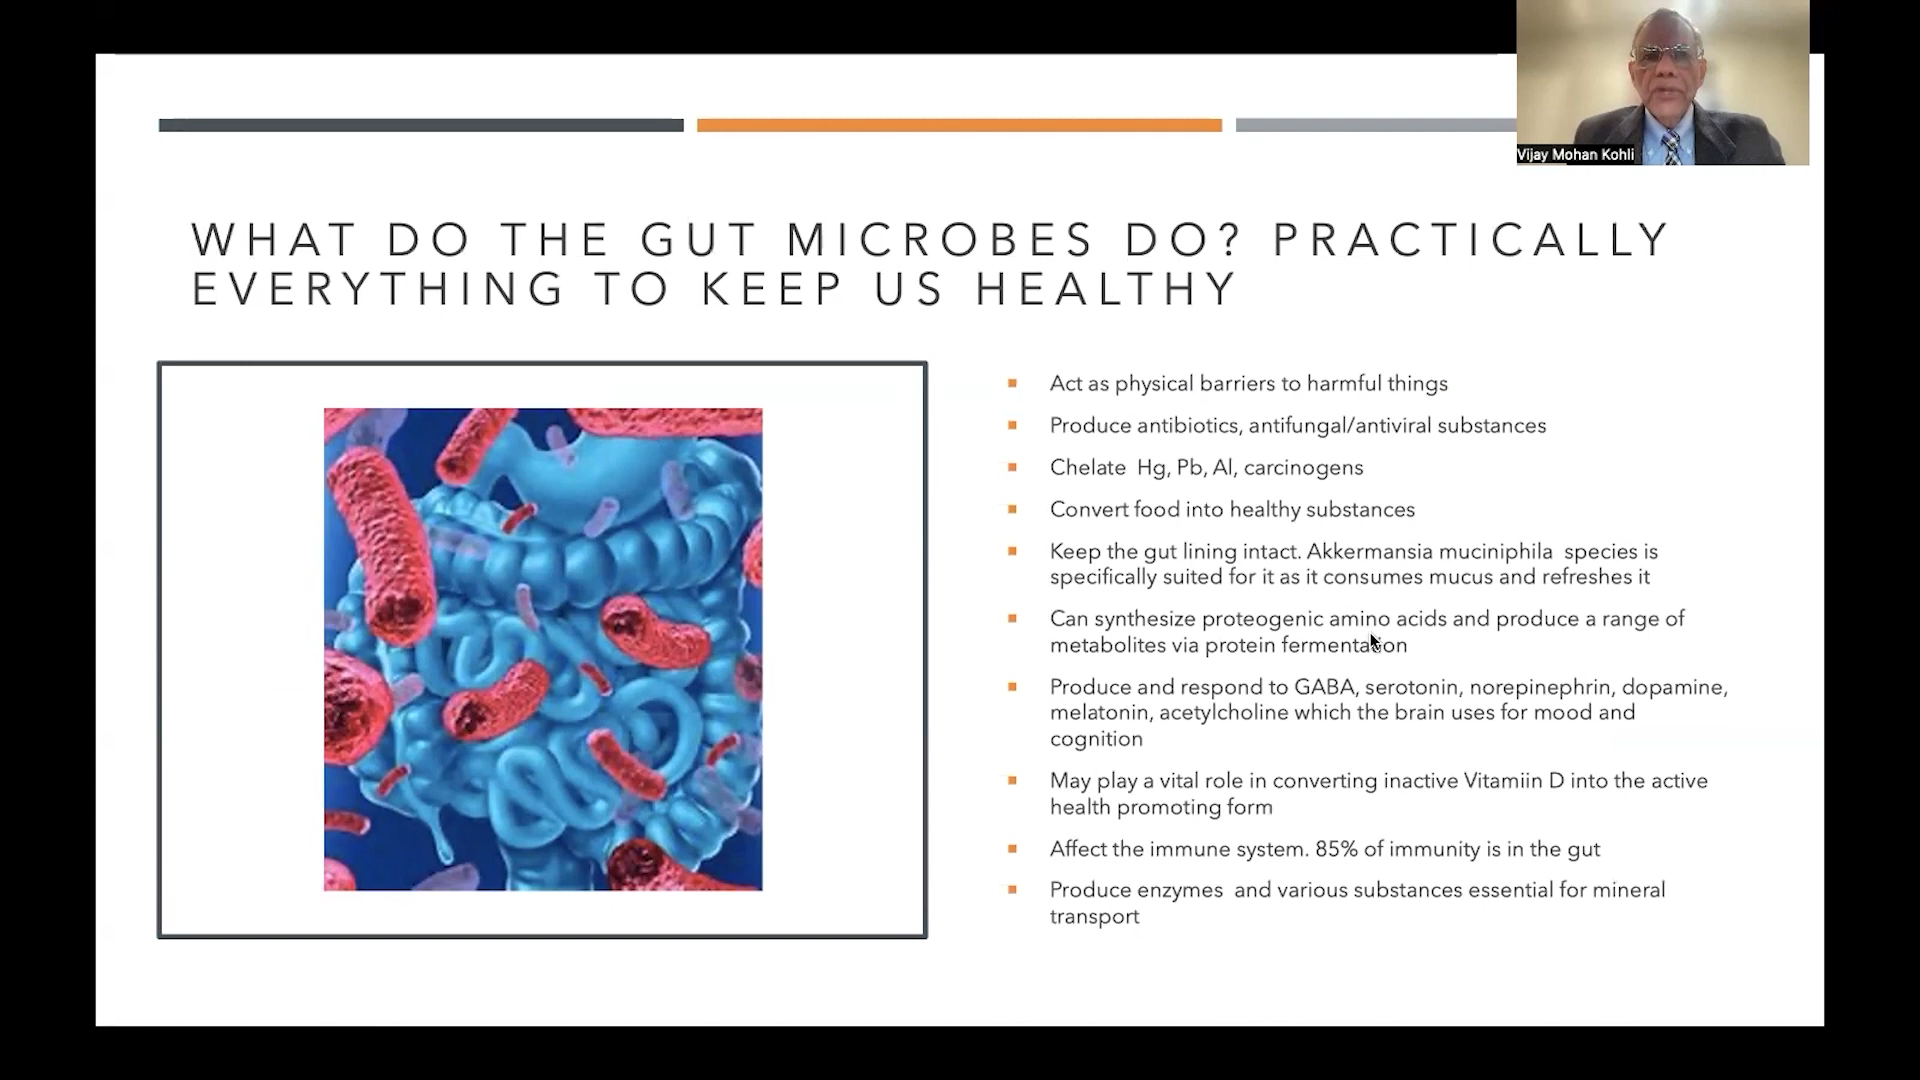 Vijay Mohan Kohli
WHAT DO THE GUT MICROBES DO? PRACTICALLY
EVERYTHING TO KEEP US HEALTHY
Act as physical barriers to harmful things
Produce antibiotics, antifungal/antiviral substances
Chelate Hg, Pb, Al, carcinogens
Convert food into healthy substances
Keep the gut lining intact. Akkermansia muciniphila species is
specifically suited for it as it consumes mucus and refreshes it
Can synthesize proteogenic amino acids and produce a range of
metabolites via protein fermentation
Produce and respond to GABA, serotonin, norepinephrin, dopamine,
melatonin, acetylcholine which the brain uses for mood and
cognition
May play a vital role in converting inactive Vitamiin D into the active
health promoting form
Affect the immune system. 85% of immunity is in the gut
Produce enzymes and various substances essential for mineral
transport